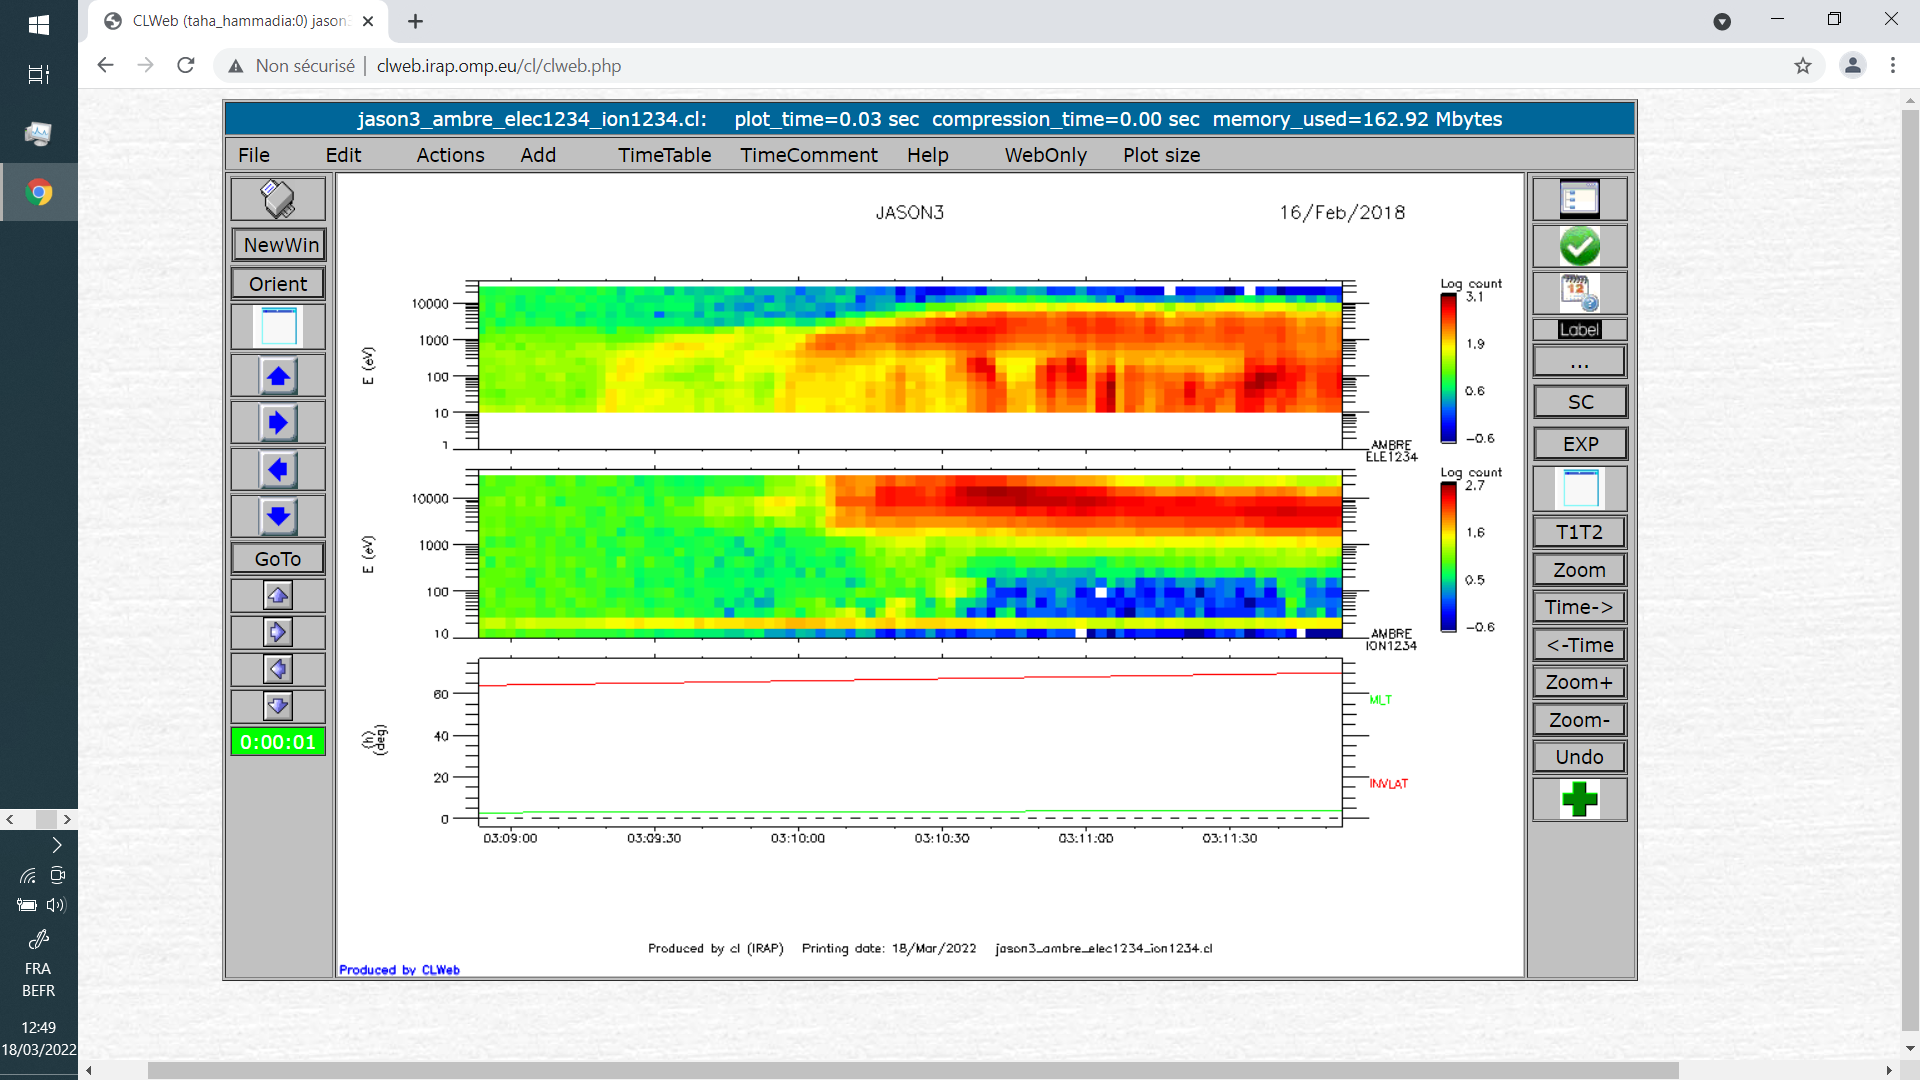 CLWeb (taha_hammadia:0) jason3
Non sécurisé | clweb.irap.omp.eu/cl/clweb.php
jason3_ambre_elec1234_ion1234.cl: plot_time=0.03 sec compression_time=0.00 sec memory_used=162.92 Mbytes
File Edit Actions Add TimeTable TimeComment Help WebOnly Plot size
NewWin
Orient
GoTo
0:00:01
JASON3 16/Feb/2018
10000
1000
100
10
1
E (eV)
AMBRE
ELE1234
Log count
3.1
1.9
0.6
-0.6
10000
1000
100
10
E (eV)
AMBRE
ION1234
Log count
2.7
1.6
0.5
-0.6
60
40
20
0
(h)
(deg)
MLT
INVLAT
03:09:00 03:09:30 03:10:00 03:10:30 03:11:00 03:11:30
Produced by cl (IRAP) Printing date: 18/Mar/2022 jason3_ambre_elec1234_ion1234.cl
Produced by CLWeb
12
Label
...
SC
EXP
T1T2
Zoom
Time->
<-Time
Zoom+
Zoom-
Undo
FRA
BEFR
12:49
18/03/2022